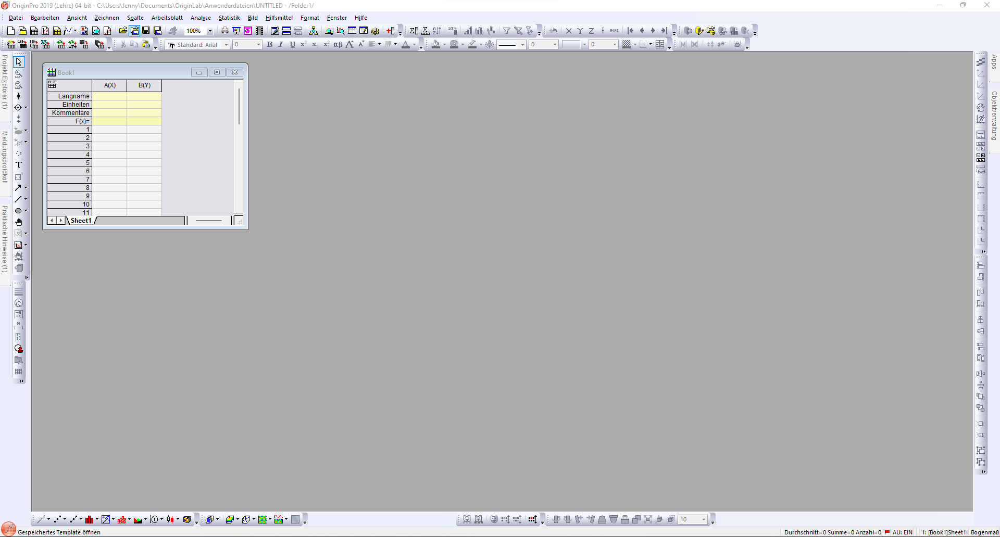 OriginPro 2019 (Lehre) 64-bit - C:\Users\Jenny\Documents\OriginLab\Anwenderdateien\UNTITLED - /Folder1/
Datei Bearbeiten Ansicht Zeichnen Spalte Arbeitsblatt Analyse Statistik Bild Hilfsmittel Format Fenster Hilfe
100%
HOME
Standard: Arial 0 B I U αβ A A 0 0
Projekt Explorer (1)
Meldungsprotokoll
Praktische Hinweise (1)
Apps
Objektverwaltung
Book1
A(X) B(Y)
Langname
Einheiten
Kommentare
F(x)=
1
2
3
4
5
6
7
8
9
10
11
Sheet1
10
Gespeichertes Template öffnen
Durchschnitt=0 Summe=0 Anzahl=0 AU: EIN 1: [Book1]Sheet1! Bogenmaß